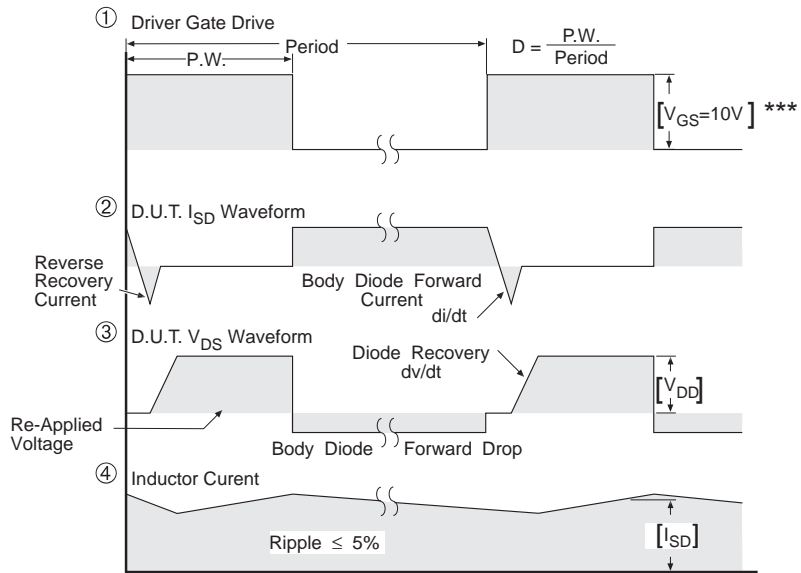 ① Driver Gate Drive
Period
P.W.
D = P.W. / Period
[VGS=10V] ***
② D.U.T. ISD Waveform
Reverse
Recovery
Current
Body Diode Forward
Current
di/dt
③ D.U.T. VDS Waveform
Diode Recovery
dv/dt
[VDD]
Re-Applied
Voltage
Body Diode Forward Drop
④ Inductor Curent
Ripple ≤ 5%
[ISD]